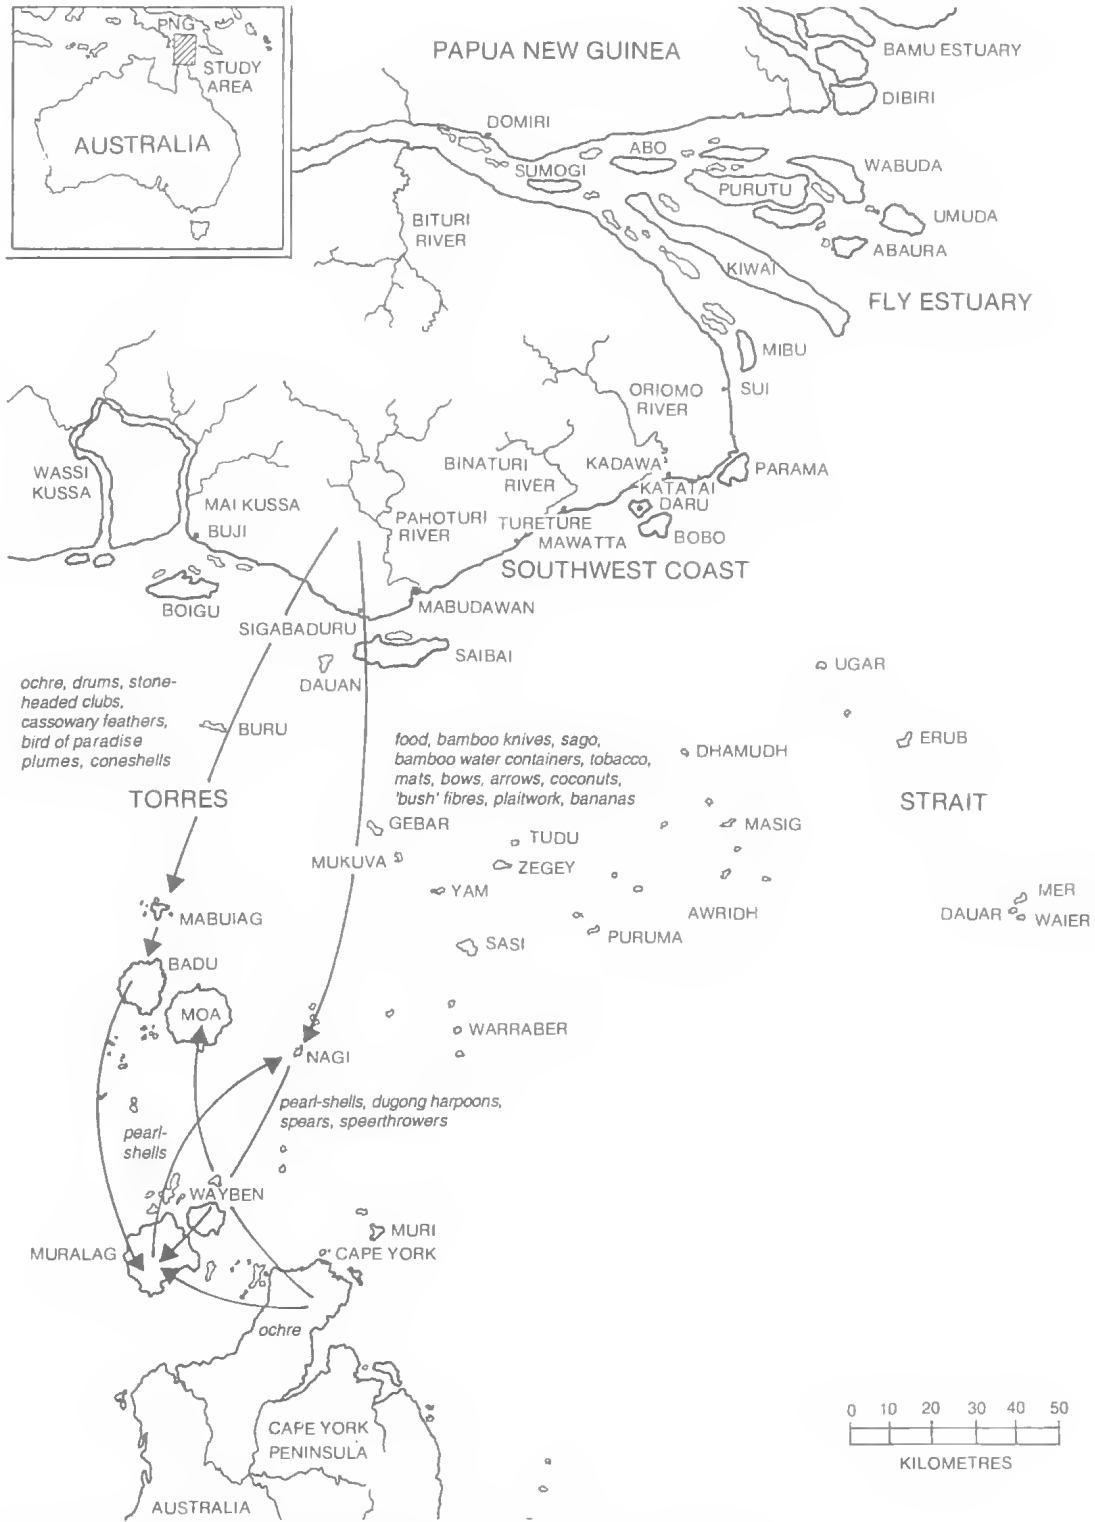 PNG
STUDY
AREA
AUSTRALIA
PAPUA NEW GUINEA
BAMU ESTUARY
DIBIRI
DOMIRI
ABO
SUMOGI
WABUDA
PURUTU
BITURI
RIVER
UMUDA
ABAURA
KIWAI
FLY ESTUARY
MIBU
SUI
ORIOMO
RIVER
WASSI
KUSSA
BINATURI
RIVER
KADAWA
PARAMA
KATATAI
MAI KUSSA
DARU
PAHOTURI
RIVER
BUJI
TURETURE
MAWATTA
BOBO
SOUTHWEST COAST
BOIGU
MABUDAWAN
SIGABADURU
SAIBAI
DAUAN
UGAR
ochre, drums, stone-
headed clubs,
cassowary feathers,
bird of paradise
plumes, coneshells
BURU
food, bamboo knives, sago,
bamboo water containers, tobacco,
mats, bows, arrows, coconuts,
'bush' fibres, plaitwork, bananas
DHAMUDH
ERUB
TORRES
STRAIT
GEBAR
MASIG
TUDU
MUKUVA
ZEGEY
YAM
MER
MABUIAG
AWRIDH
DAUAR
WAIER
PURUMA
SASI
BADU
MOA
WARRABER
NAGI
pearl-shells, dugong harpoons,
spears, speerthrowers
pearl-
shells
WAYBEN
MURI
MURALAG
CAPE YORK
ochre
0 10 20 30 40 50
KILOMETRES
CAPE YORK
PENINSULA
AUSTRALIA